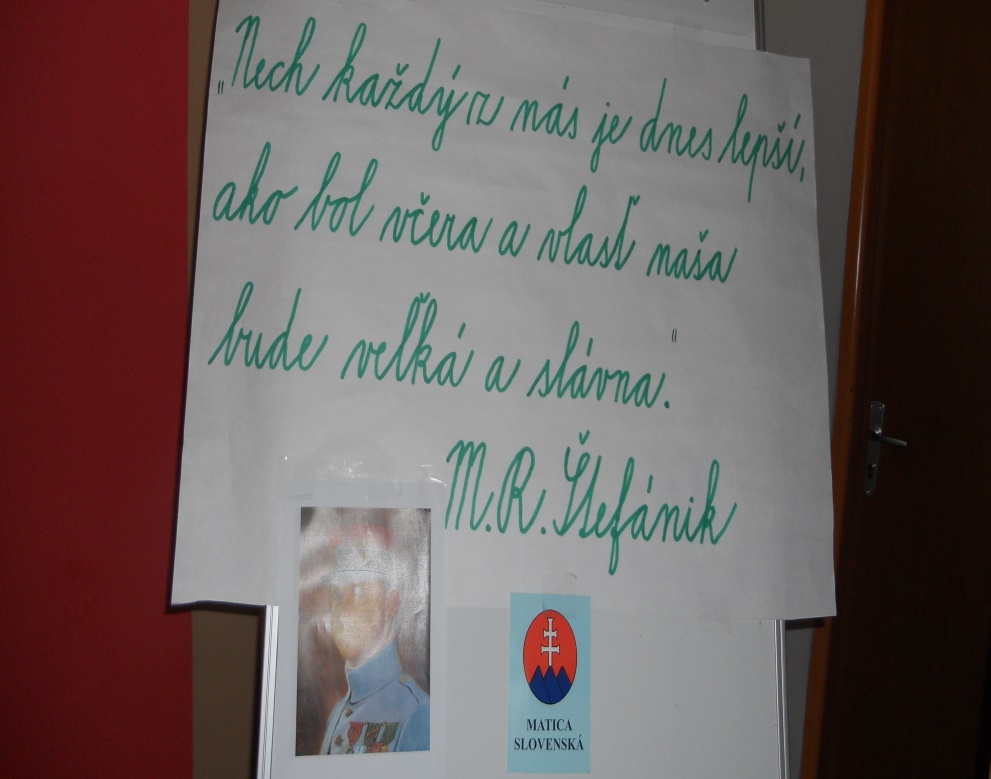 "Nech každý z nás je dnes lepší,
ako bol včera a vlasť naša
bude veľká a slávna."
M.R. Štefánik
MATICA
SLOVENSKÁ